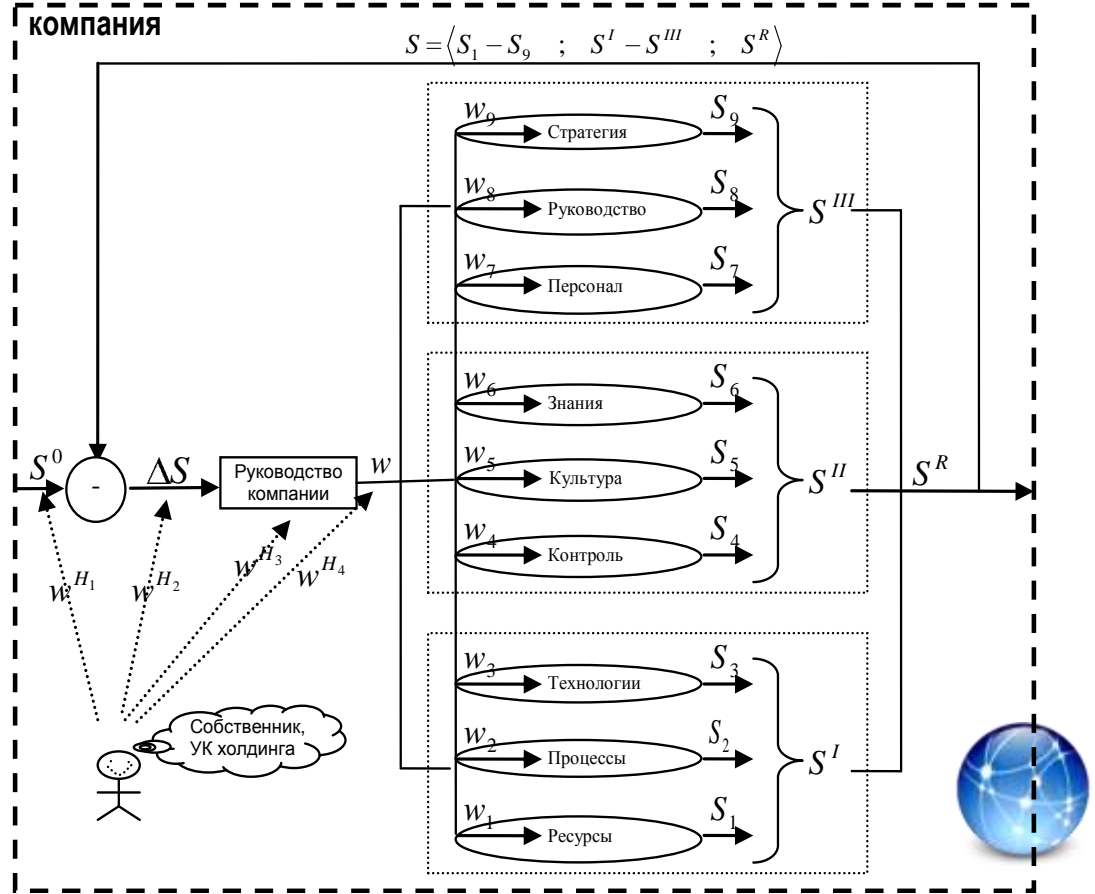 компания
S = ⟨S₁ – S₉ ; Sᴵ – Sᴵᴵᴵ ; Sᴿ⟩
w₉ Стратегия S₉
w₈ Руководство S₈ Sᴵᴵᴵ
w₇ Персонал S₇
w₆ Знания S₆
S⁰ - ΔS Руководство компании w w₅ Культура S₅ Sᴵᴵ Sᴿ
w₄ Контроль S₄
w^H₁ w^H₂ w^H₃ w^H₄
w₃ Технологии S₃
Собственник,
УК холдинга
w₂ Процессы S₂ Sᴵ
w₁ Ресурсы S₁